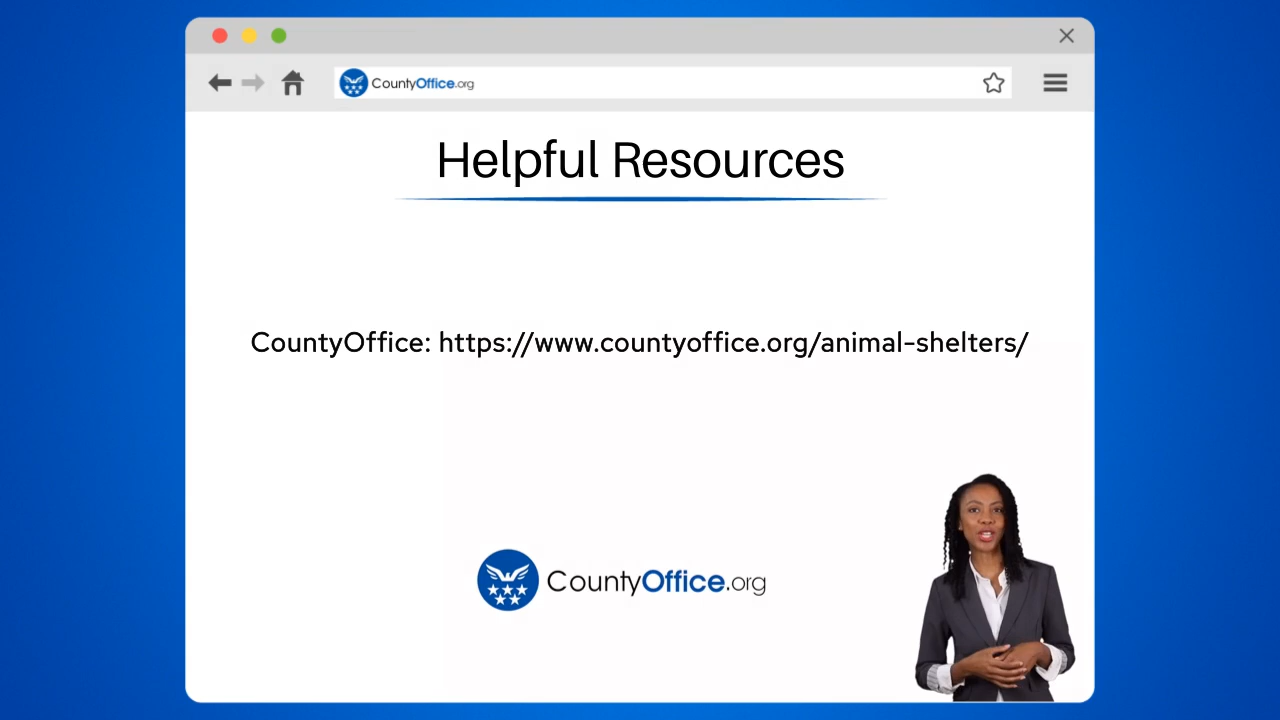 CountyOffice.org
Helpful Resources
CountyOffice: https://www.countyoffice.org/animal-shelters/
CountyOffice.org